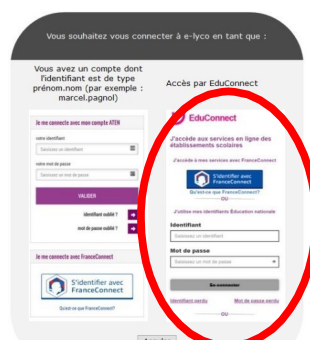 Vous souhaitez vous connecter à e-lyco en tant que :
Vous avez un compte dont
l'identifiant est de type
prénom.nom (par exemple :
marcel.pagnol)
Je me connecte avec mon compte ATEN
votre identifiant
Saisissez un identifiant
votre mot de passe
Saisissez un mot de passe
VALIDER
identifiant oublié ?
mot de passe oublié ?
Je me connecte avec FranceConnect
S'identifier avec
FranceConnect
Qu'est-ce que FranceConnect?
Accès par EduConnect
EduConnect
J'accède aux services en ligne des
établissements scolaires
J'accède à mes services avec FranceConnect
S'identifier avec
FranceConnect
Qu'est-ce que FranceConnect?
OU
J'utilise mes identifiants Éducation nationale
Identifiant
Saisissez un identifiant
Mot de passe
Saisissez un mot de passe
Se connecter
Identifiant perdu
Mot de passe perdu
OU
Annuler